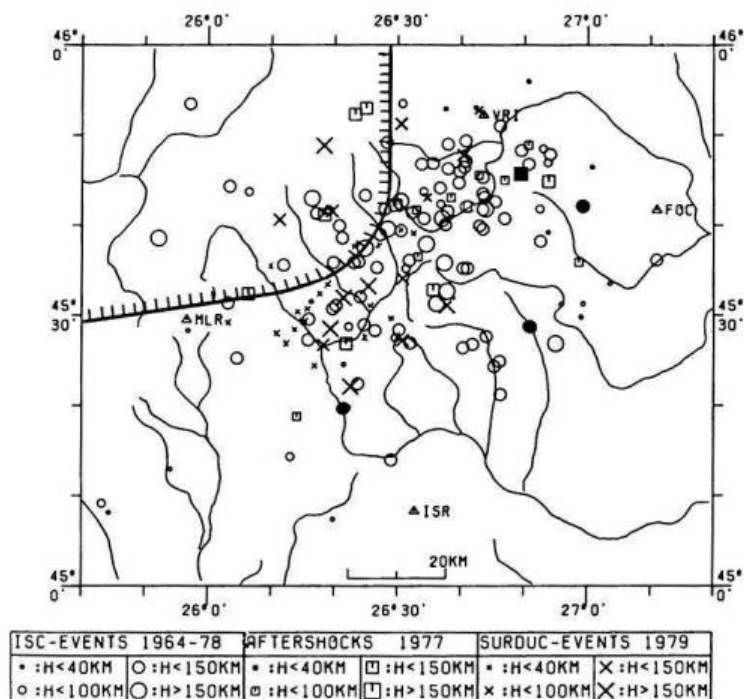 26°0' 26°30' 27°0'
46°
0'
46°
0'
VRI
FOC
45°
30'
45°
30'
MLR
ISR
20KM
45°
0'
45°
0'
26°0' 26°30' 27°0'
ISC-EVENTS 1964-78 AFTERSHOCKS 1977 SURDUC-EVENTS 1979
:H<40KM :H<150KM :H<40KM :H<150KM :H<40KM :H<150KM
:H<100KM :H>150KM :H<100KM :H>150KM :H<100KM :H>150KM